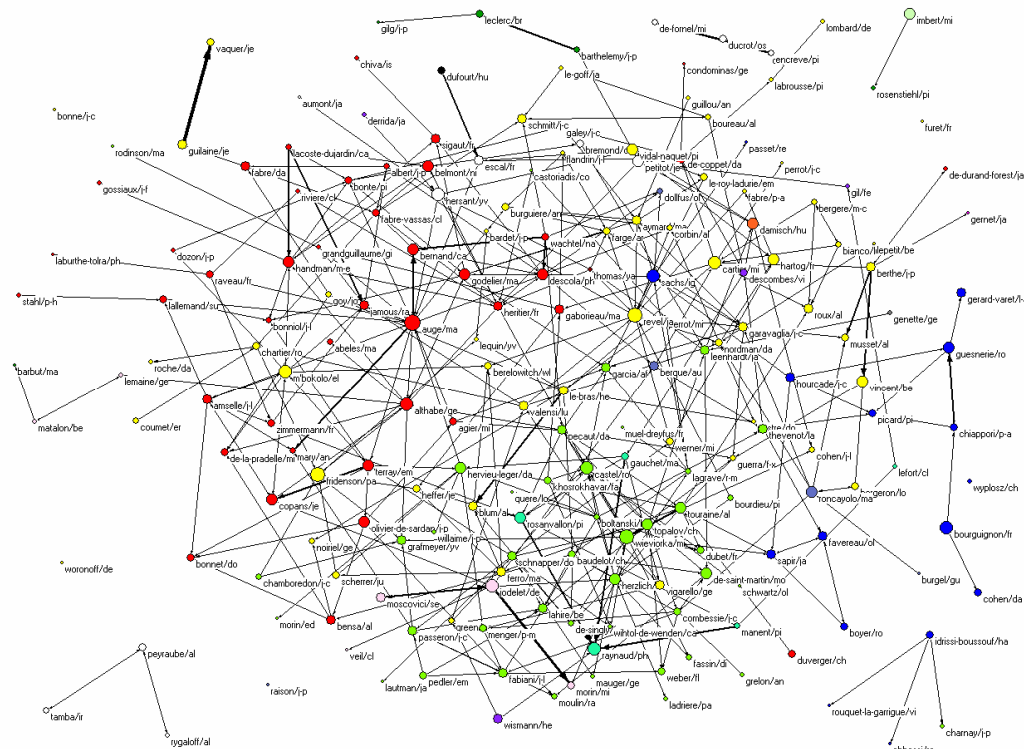 leclerc/br
imbert/mi
gilg/j-p
de-fornel/mi
lombard/de
ducrot/os
vaquer/je
barthelemy/j-p
encreve/pi
chiva/is
condominas/ge
dufourt/hu
le-goff/ja
labrousse/pi
rosenstiehl/pi
aumont/ja
guillou/an
bonne/j-c
derrida/ja
boureau/al
schmitt/j-c
furet/fr
guilaine/je
galey/j-c
passet/re
rodinson/ma
sigaut/fr
bremond/d
lacoste-dujardin/ca
vidal-naquet/pi
flandrin/j-l
escal/fr
petitot/je
de-coppet/da
perrot/j-c
fabre/da
albert/j-p
belmont/ni
de-durand-forest/ja
castoriadis/co
le-roy-ladurie/em
gossiaux/j-f
bonte/pi
gil/fe
riviere/cl
hersant/yv
dollfus/ol
fabre/p-a
bergere/m-c
fabre-vassas/cl
burguiere/an
gernet/ja
aymard/ma
damisch/hu
corbin/al
bardet/j-p
farge/ar
wachtel/na
bianco/l
lepetit/be
dozon/j-p
grandguillaume/gi
bernand/ca
laburthe-tolra/ph
handman/m-e
cartier/mi
hartog/fr
thomas/ya
berthe/j-p
raveau/fr
godelier/ma
descola/ph
sachs/ig
descombes/vi
stahl/p-h
goy/jo
gerard-varet/l-
lallemand/su
jamous/ra
heritier/fr
gaborieau/ma
roux/al
genette/ge
bonniol/j-l
auge/ma
revel/ja
errot/mi
garavaglia/j-c
abeles/ma
lequin/yv
musset/al
chartier/ro
nordman/da
guesnerie/ro
leenhardt/ja
roche/da
barbut/ma
m'bokolo/el
berelowitch/wl
garcia/af
bergue/au
lemaine/ge
hourcade/j-c
vincent/be
le-bras/he
amselle/j-l
althabe/ge
valensi/lu
picard/pi
coumet/er
matalon/be
zimmermann/fr
agier/mi
chiappori/p-a
pecaut/da
muel-dreyfus/fr
thevenot/la
werner/mi
de-la-pradelle/mi
mary/an
cohen/j-l
gauchet/ma
guerra/f-x
terray/em
hervieu-leger/da
castel/ro
lefort/cl
fridenson/pa
lagrave/r-m
khosrokhavar/fa
wyplosz/ch
heffer/je
geron/lo
copans/je
quere/lo
roncayolo/ma
bourdieu/pi
blum/al
touraine/al
rosanvallon/pi
olivier-de-sardan/j-p
boltanski/l
topalov/ch
bourguignon/fr
noiriel/ge
willaime/j-p
grafmeyer/yv
wieviorka/mi
favereau/ol
bonnet/do
schnapper/do
dubet/fr
sapir/ja
baudelot/ch
woronoff/de
chamboredon/j-c
scherrer/ju
ferro/ma
de-saint-martin/mo
burgel/gu
herzlich/
vigarello/ge
jodelet/de
schwartz/ol
cohen/da
moscovici/se
lahire/be
combessie/j-c
morin/ed
bensa/al
green
passeron/j-c
menger/p-m
de-singly
wihtol-de-wenden/ca
manent/pi
boyer/ro
idrissi-boussouf/ha
peyraube/al
veil/cl
raynaud/ph
duverger/ch
fassin/di
pedler/em
fabiani/j-l
weber/fl
grelon/an
raison/j-p
lautman/ja
morin/mi
mauger/ge
moulin/ra
ladriere/pa
rouquet-la-garrigue/vi
tamba/ir
wismann/he
charnay/j-p
rygaloff/al